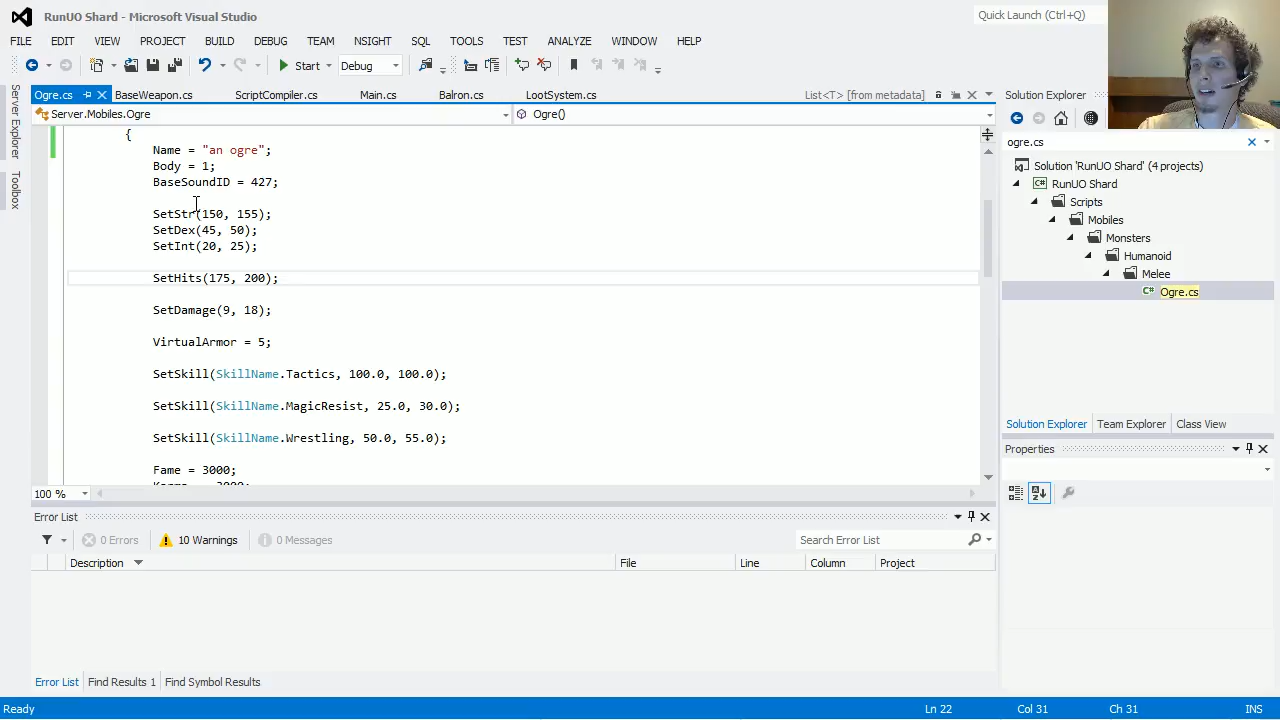 RunUO Shard - Microsoft Visual Studio
Quick Launch (Ctrl+Q)
FILE EDIT VIEW PROJECT BUILD DEBUG TEAM NSIGHT SQL TOOLS TEST ANALYZE WINDOW HELP
Start Debug
Server Explorer
Toolbox
Ogre.cs BaseWeapon.cs ScriptCompiler.cs Main.cs Balron.cs LootSystem.cs List<T> [from metadata]
Server.Mobiles.Ogre Ogre()
{
Name = "an ogre";
Body = 1;
BaseSoundID = 427;
SetStr(150, 155);
SetDex(45, 50);
SetInt(20, 25);
SetHits(175, 200);
SetDamage(9, 18);
VirtualArmor = 5;
SetSkill(SkillName.Tactics, 100.0, 100.0);
SetSkill(SkillName.MagicResist, 25.0, 30.0);
SetSkill(SkillName.Wrestling, 50.0, 55.0);
Fame = 3000;
100 %
Solution Explorer
ogre.cs
Solution 'RunUO Shard' (4 projects)
RunUO Shard
Scripts
Mobiles
Monsters
Humanoid
Melee
C# Ogre.cs
Solution Explorer Team Explorer Class View
Properties
Error List
0 Errors 10 Warnings 0 Messages
Search Error List
Description File Line Column Project
Error List Find Results 1 Find Symbol Results
Ready Ln 22 Col 31 Ch 31 INS